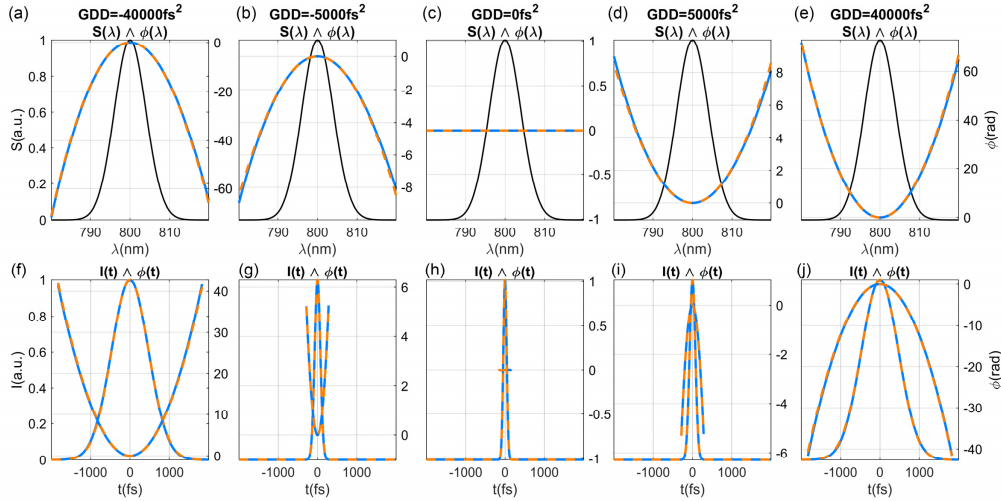 (a) GDD=-40000fs² (b) GDD=-5000fs² (c) GDD=0fs² (d) GDD=5000fs² (e) GDD=40000fs²
S(λ) ∧ ϕ(λ) S(λ) ∧ ϕ(λ) S(λ) ∧ ϕ(λ) S(λ) ∧ ϕ(λ) S(λ) ∧ ϕ(λ)
S(a.u.)
1
0.8
0.6
0.4
0.2
0
790 800 810
λ(nm)
0
-20
-40
-60
790 800 810
λ(nm)
0
-2
-4
-6
-8
790 800 810
λ(nm)
1
0.5
0
-0.5
-1
790 800 810
λ(nm)
8
6
4
2
0
790 800 810
λ(nm)
60
40
20
0
ϕ(rad)
(f) I(t) ∧ ϕ(t) (g) I(t) ∧ ϕ(t) (h) I(t) ∧ ϕ(t) (i) I(t) ∧ ϕ(t) (j) I(t) ∧ ϕ(t)
I(a.u.)
1
0.8
0.6
0.4
0.2
0
-1000 0 1000
t(fs)
40
30
20
10
0
-1000 0 1000
t(fs)
6
4
2
0
-1000 0 1000
t(fs)
1
0.5
0
-0.5
-1
-1000 0 1000
t(fs)
0
-2
-4
-6
-1000 0 1000
t(fs)
0
-10
-20
-30
-40
ϕ(rad)